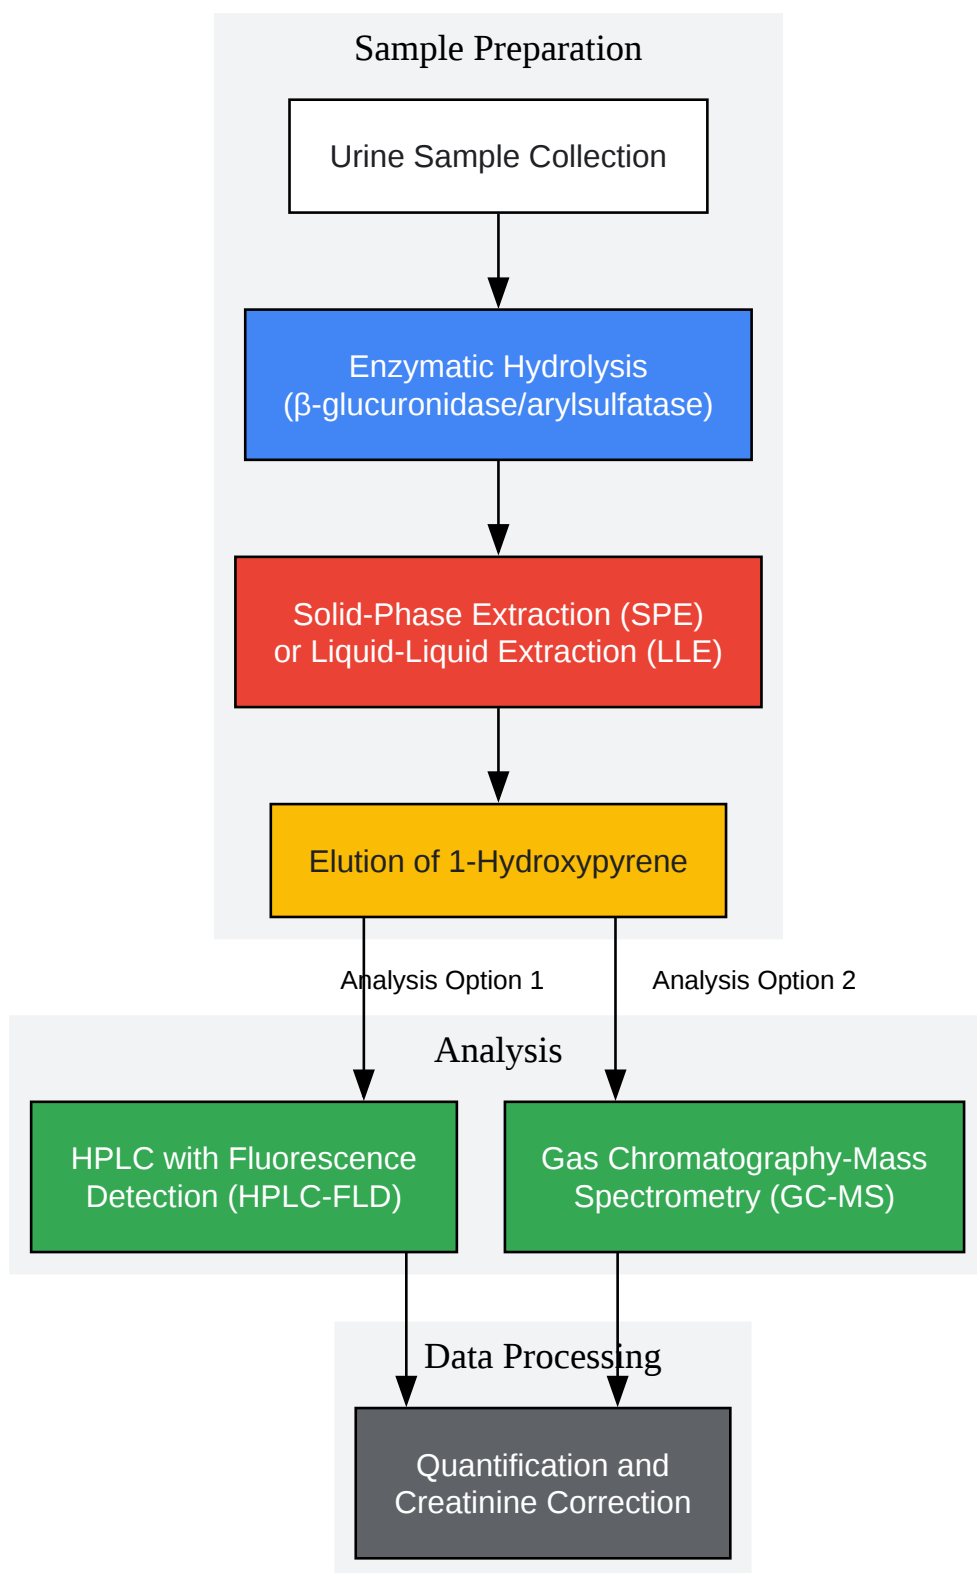 Sample Preparation
Urine Sample Collection
Enzymatic Hydrolysis
(β-glucuronidase/arylsulfatase)
Solid-Phase Extraction (SPE)
or Liquid-Liquid Extraction (LLE)
Elution of 1-Hydroxypyrene
Analysis Option 1
Analysis Option 2
Analysis
HPLC with Fluorescence
Detection (HPLC-FLD)
Gas Chromatography-Mass
Spectrometry (GC-MS)
Data Processing
Quantification and
Creatinine Correction